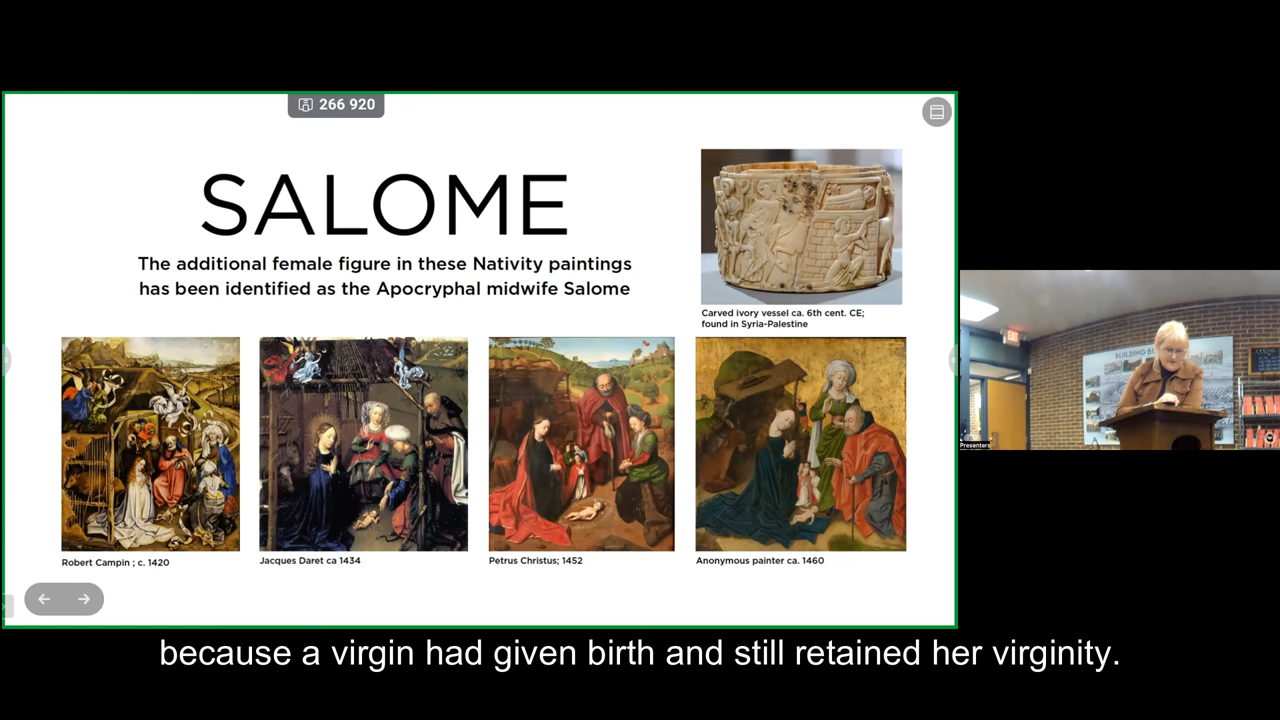 266 920
SALOME
The additional female figure in these Nativity paintings
has been identified as the Apocryphal midwife Salome
Carved ivory vessel ca. 6th cent. CE;
found in Syria-Palestine
Robert Campin ; c. 1420
Jacques Daret ca 1434
Petrus Christus; 1452
Anonymous painter ca. 1460
EXIT
BUILDING
Presenters
because a virgin had given birth and still retained her virginity.